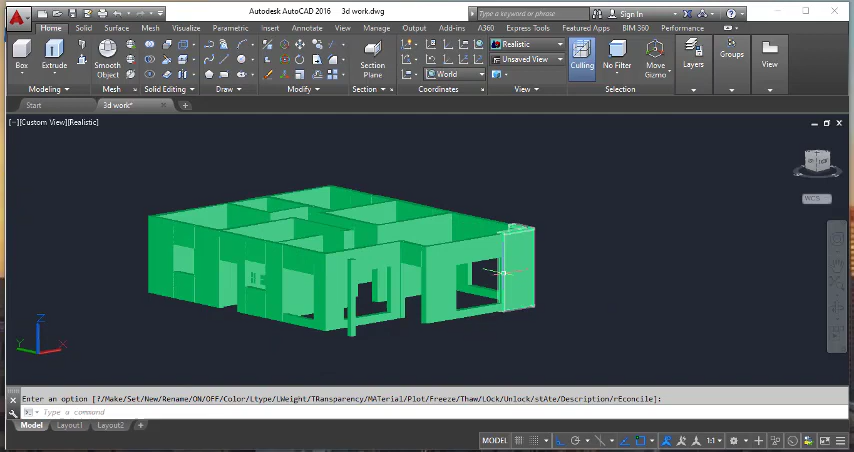 Autodesk AutoCAD 2016 3d work.dwg
Type a keyword or phrase
Sign In
Home Solid Surface Mesh Visualize Parametric Insert Annotate View Manage Output Add-ins A360 Express Tools Featured Apps BIM 360 Performance
Box
Extrude
Smooth
Object
Section
Plane
Realistic
Unsaved View
World
Culling
No Filter
Move
Gizmo
Layers
Groups
View
Modeling Mesh Solid Editing Draw Modify Section Coordinates View Selection
Start 3d work*
[−][Custom View][Realistic]
WCS
Z
Y X
Enter an option [?/Make/Set/New/Rename/ON/OFF/Color/Ltype/LWeight/TRansparency/MATerial/Plot/Freeze/Thaw/LOck/Unlock/stAte/Description/rEconcile]:
Type a command
Model Layout1 Layout2
MODEL 1:1